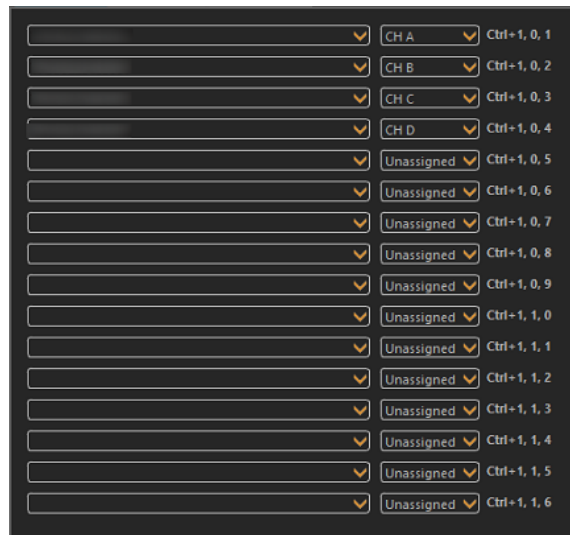 CH A Ctrl+1, 0, 1
CH B Ctrl+1, 0, 2
CH C Ctrl+1, 0, 3
CH D Ctrl+1, 0, 4
Unassigned Ctrl+1, 0, 5
Unassigned Ctrl+1, 0, 6
Unassigned Ctrl+1, 0, 7
Unassigned Ctrl+1, 0, 8
Unassigned Ctrl+1, 0, 9
Unassigned Ctrl+1, 1, 0
Unassigned Ctrl+1, 1, 1
Unassigned Ctrl+1, 1, 2
Unassigned Ctrl+1, 1, 3
Unassigned Ctrl+1, 1, 4
Unassigned Ctrl+1, 1, 5
Unassigned Ctrl+1, 1, 6